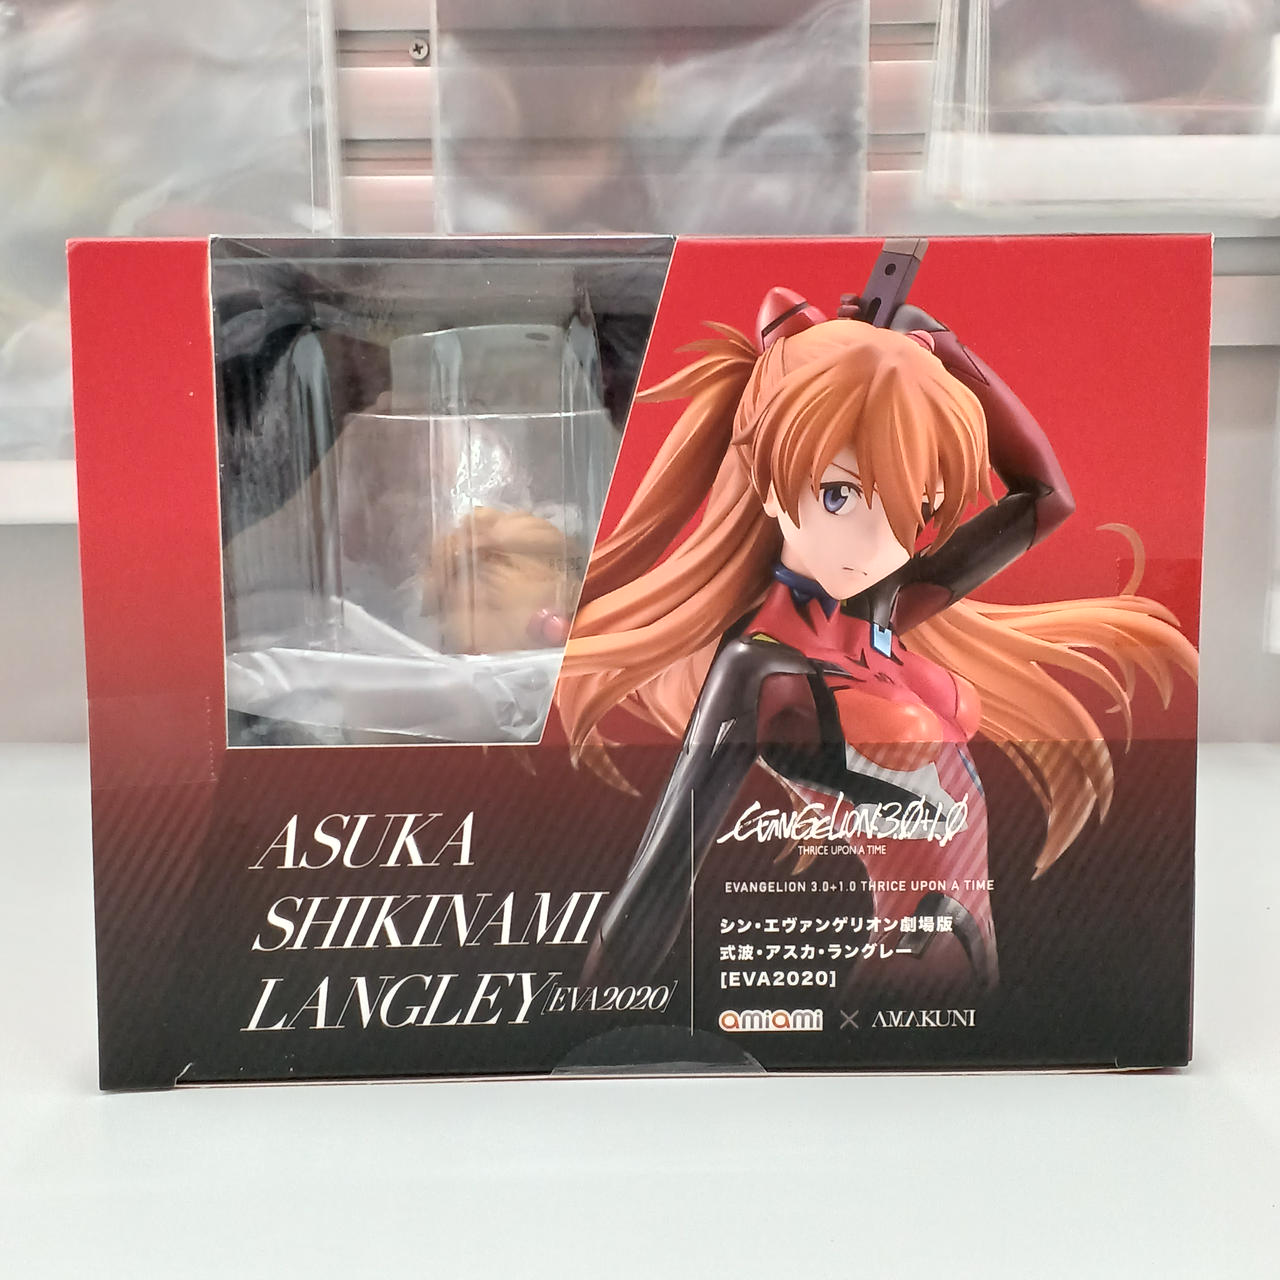 ASUKA
SHIKINAMI
LANGLEY[EVA2020]
EVANGELION:3.0+1.0
THRICE UPON A TIME
EVANGELION 3.0+1.0 THRICE UPON A TIME
シン・エヴァンゲリオン劇場版
式波・アスカ・ラングレー
[EVA2020]
amiami × AMAKUNI